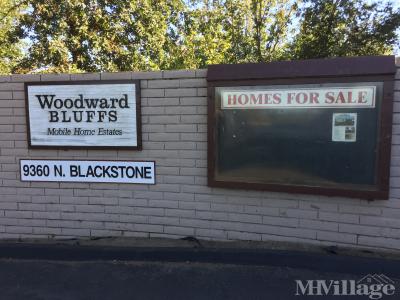 Woodward
BLUFFS
Mobile Home Estates
9360 N. BLACKSTONE
HOMES FOR SALE
MHVillage